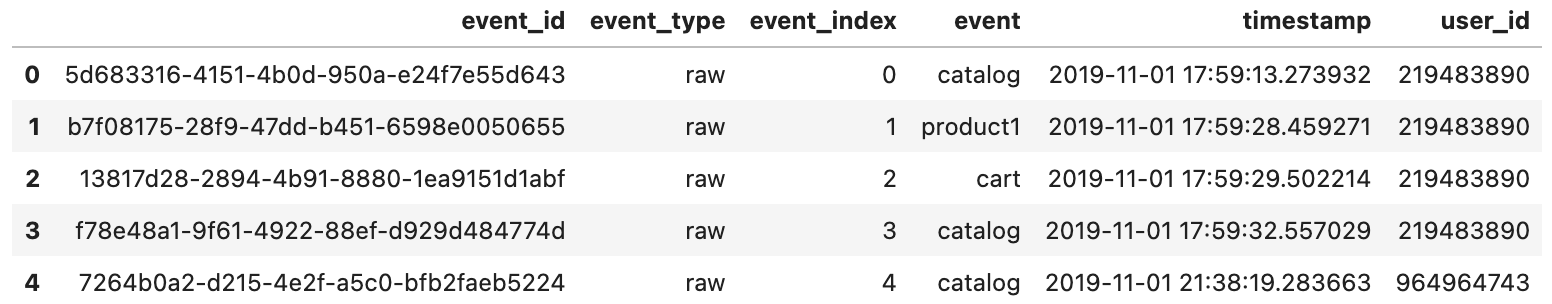 event_id event_type event_index event timestamp user_id
0 5d683316-4151-4b0d-950a-e24f7e55d643 raw 0 catalog 2019-11-01 17:59:13.273932 219483890
1 b7f08175-28f9-47dd-b451-6598e0050655 raw 1 product1 2019-11-01 17:59:28.459271 219483890
2 13817d28-2894-4b91-8880-1ea9151d1abf raw 2 cart 2019-11-01 17:59:29.502214 219483890
3 f78e48a1-9f61-4922-88ef-d929d484774d raw 3 catalog 2019-11-01 17:59:32.557029 219483890
4 7264b0a2-d215-4e2f-a5c0-bfb2faeb5224 raw 4 catalog 2019-11-01 21:38:19.283663 964964743